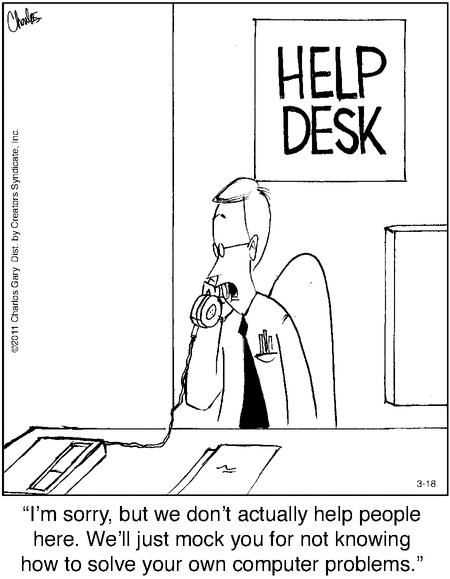 Charlos
HELP
DESK
©2011 Charlos Gary Dist. by Creators Syndicate, Inc.
3-18
“I’m sorry, but we don’t actually help people
here. We’ll just mock you for not knowing
how to solve your own computer problems.”